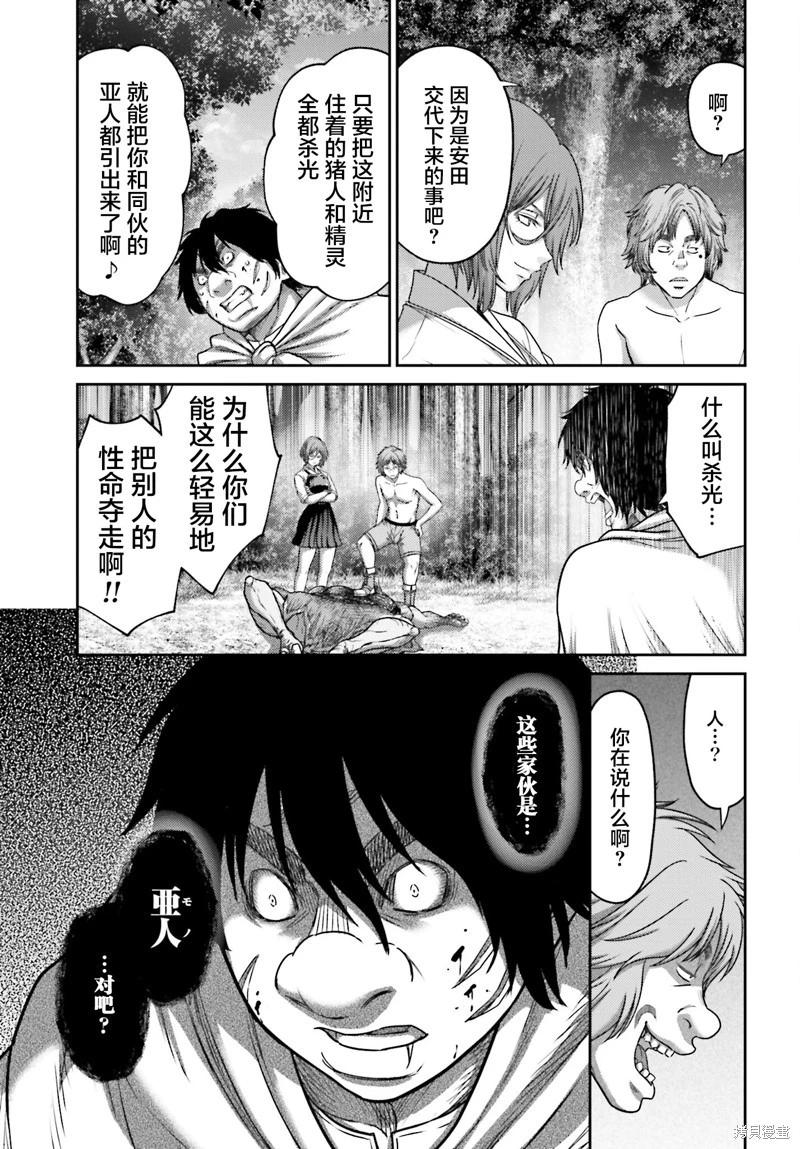 啊?
因为是安田
交代下来的
事吧?
只要把这附近
住着的猪人和精灵
全都杀光
就能把你和同伙的
亚人都引出来了啊♪
什么叫杀光…
为什么你们
能这么轻易地
把别人的
性命夺走啊!!
人…?
你在说什么啊?
这些家伙是…
亜人
モノ
…对吧?
拷貝漫畫